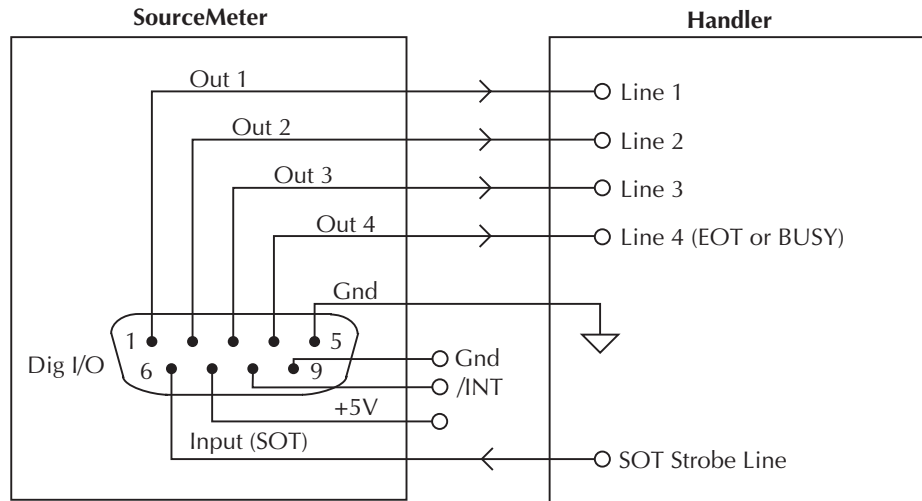 SourceMeter
Handler
Out 1
Line 1
Out 2
Line 2
Out 3
Line 3
Out 4
Line 4 (EOT or BUSY)
Gnd
1
5
Dig I/O
6
9
Gnd
/INT
+5V
Input (SOT)
SOT Strobe Line